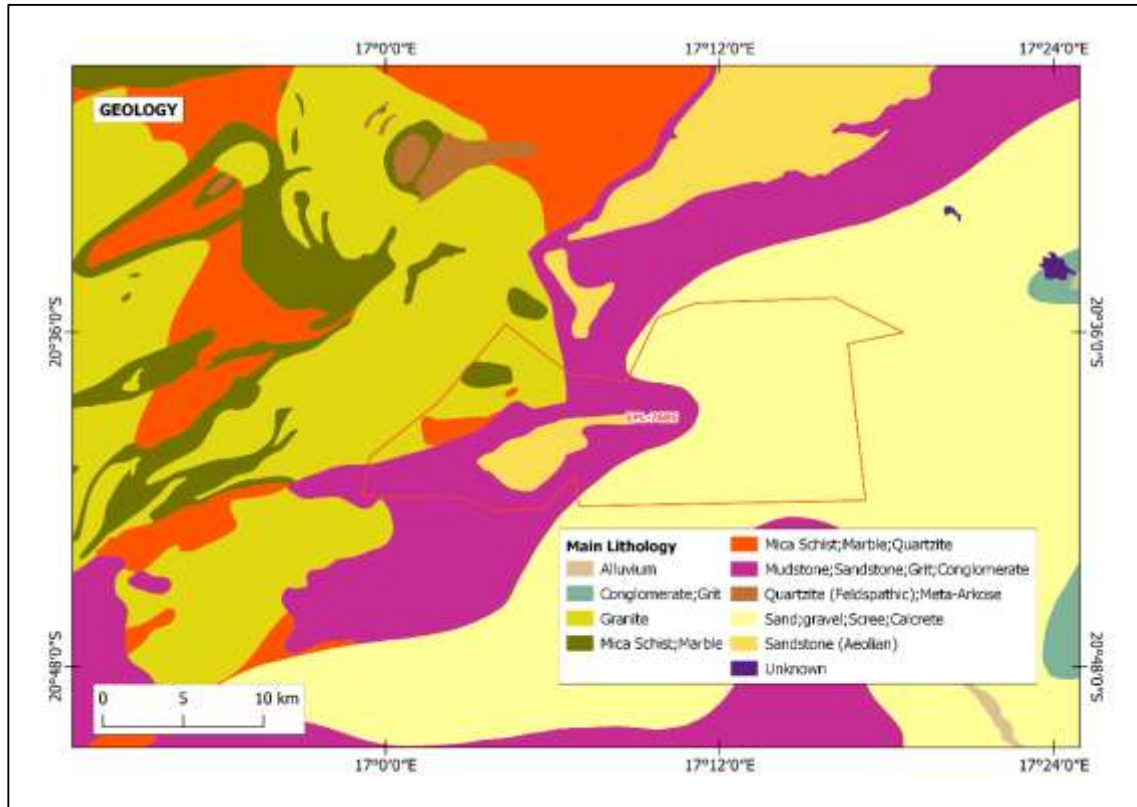 17°0'0"E 17°12'0"E 17°24'0"E
GEOLOGY
20°36'0"S 20°36'0"S
Main Lithology
Alluvium
Conglomerate;Grit
Granite
Mica Schist;Marble
Mica Schist;Marble;Quartzite
Mudstone;Sandstone;Grit;Conglomerate
Quartzite (Feldspathic);Meta-Arkose
Sand;gravel;Scree;Calcrete
Sandstone (Aeolian)
Unknown
20°48'0"S 20°48'0"S
0 5 10 km
17°0'0"E 17°12'0"E 17°24'0"E